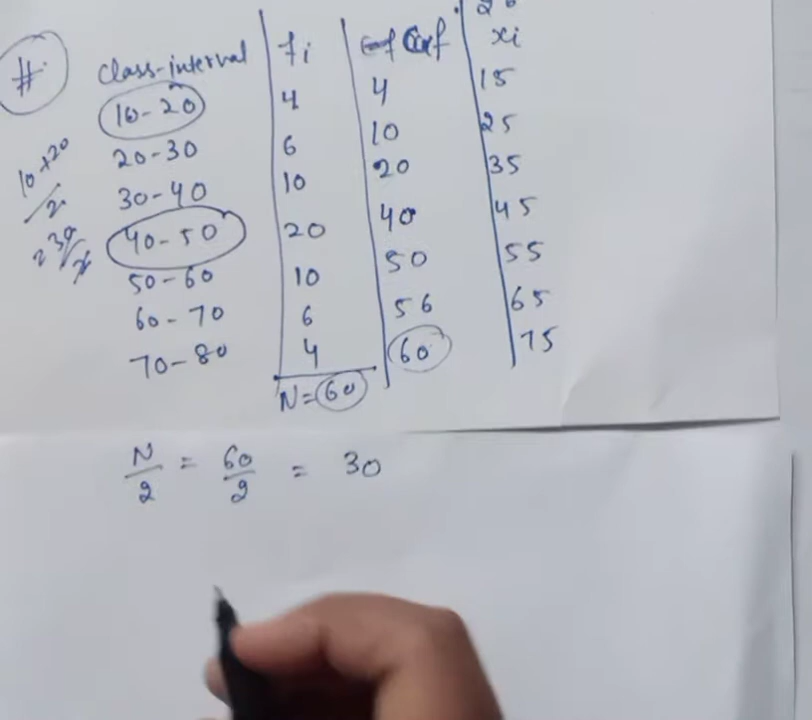 #
class-interval fi Cuf xi
10-20 4 4 15
20-30 6 10 25
30-40 10 20 35
40-50 20 40 45
50-60 10 50 55
60-70 6 56 65
70-80 4 60 75
N=60
10+20
/2
N/2 = 60/2 = 30